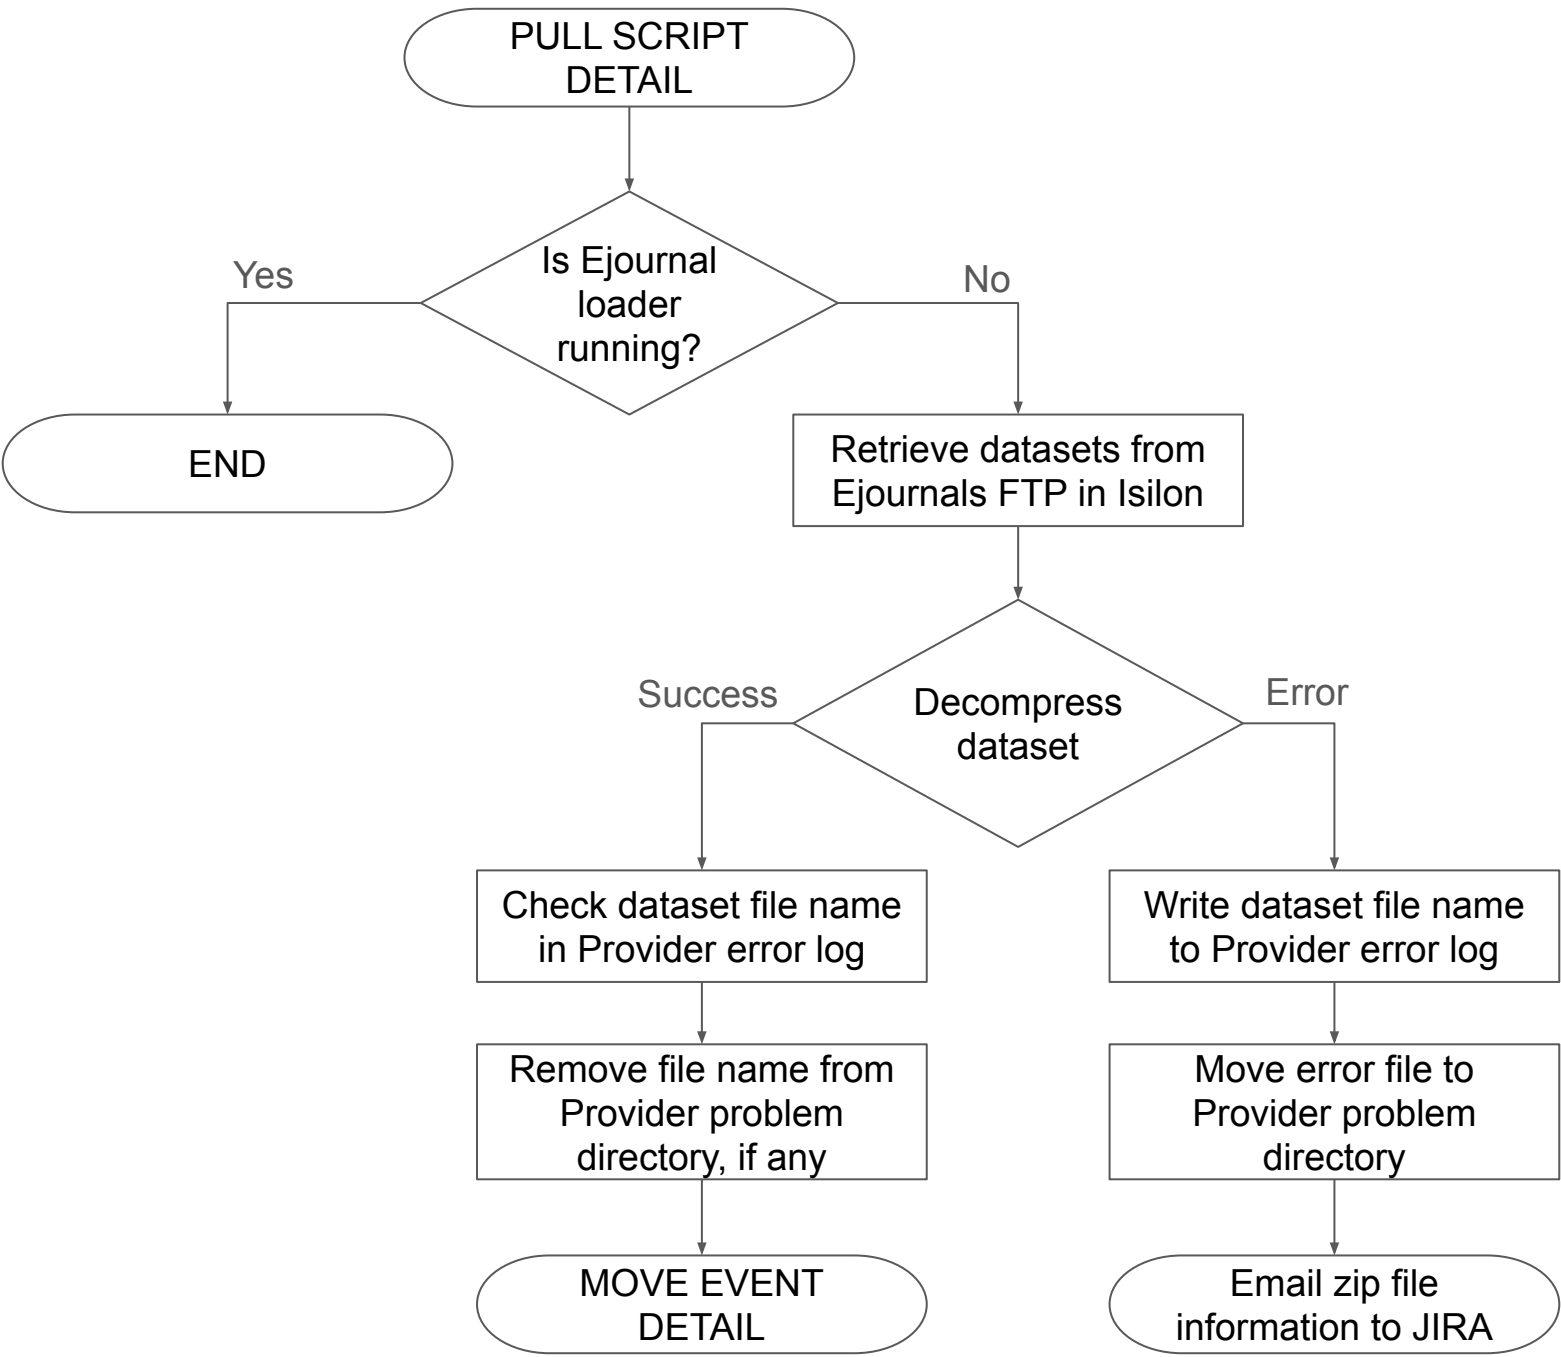 PULL SCRIPT
DETAIL
Is Ejournal
loader
running?
Yes
No
END
Retrieve datasets from
Ejournals FTP in Isilon
Decompress
dataset
Success
Error
Check dataset file name
in Provider error log
Write dataset file name
to Provider error log
Remove file name from
Provider problem
directory, if any
Move error file to
Provider problem
directory
MOVE EVENT
DETAIL
Email zip file
information to JIRA